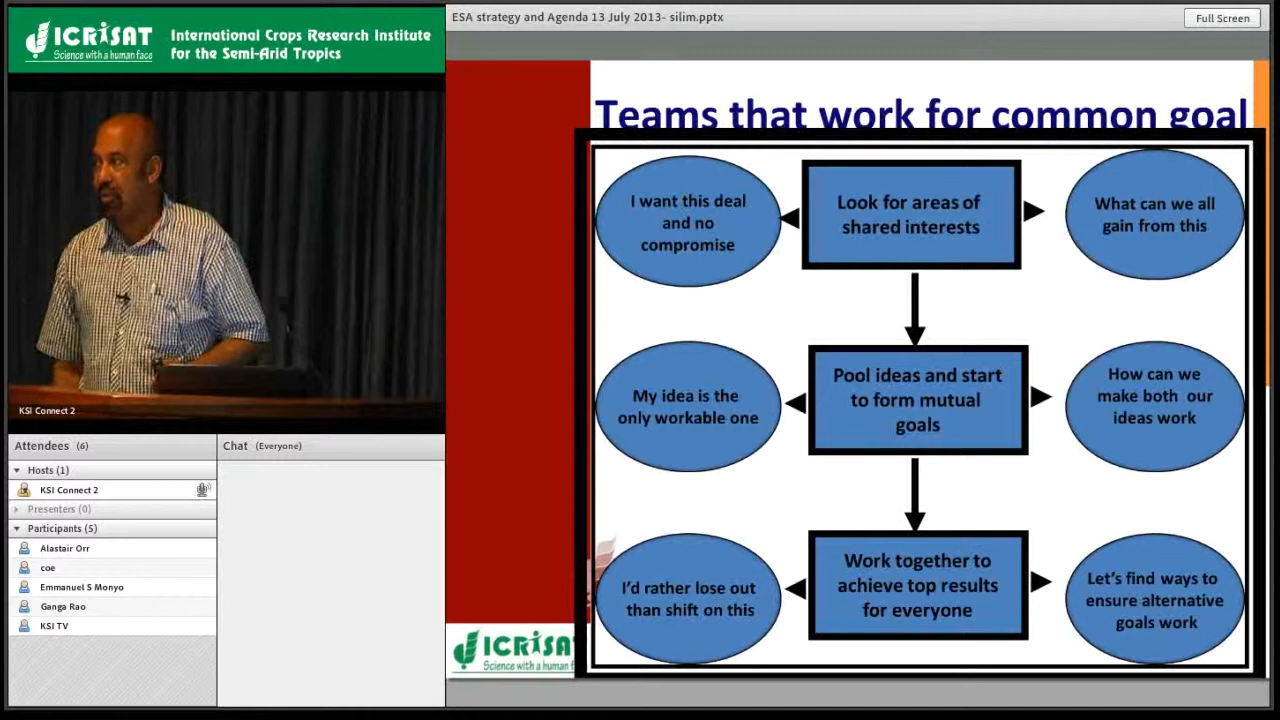 ICRISAT
Science with a human face
International Crops Research Institute
for the Semi-Arid Tropics
KSI Connect 2
Attendees (6)
Hosts (1)
KSI Connect 2
Presenters (0)
Participants (5)
Alastair Orr
coe
Emmanuel S Monyo
Ganga Rao
KSI TV
Chat (Everyone)
ESA strategy and Agenda 13 July 2013- silim.pptx
Full Screen
Teams that work for common goal
I want this deal
and no
compromise
Look for areas of
shared interests
What can we all
gain from this
My idea is the
only workable one
Pool ideas and start
to form mutual
goals
How can we
make both our
ideas work
I'd rather lose out
than shift on this
Work together to
achieve top results
for everyone
Let's find ways to
ensure alternative
goals work
ICRISAT
Science with a human